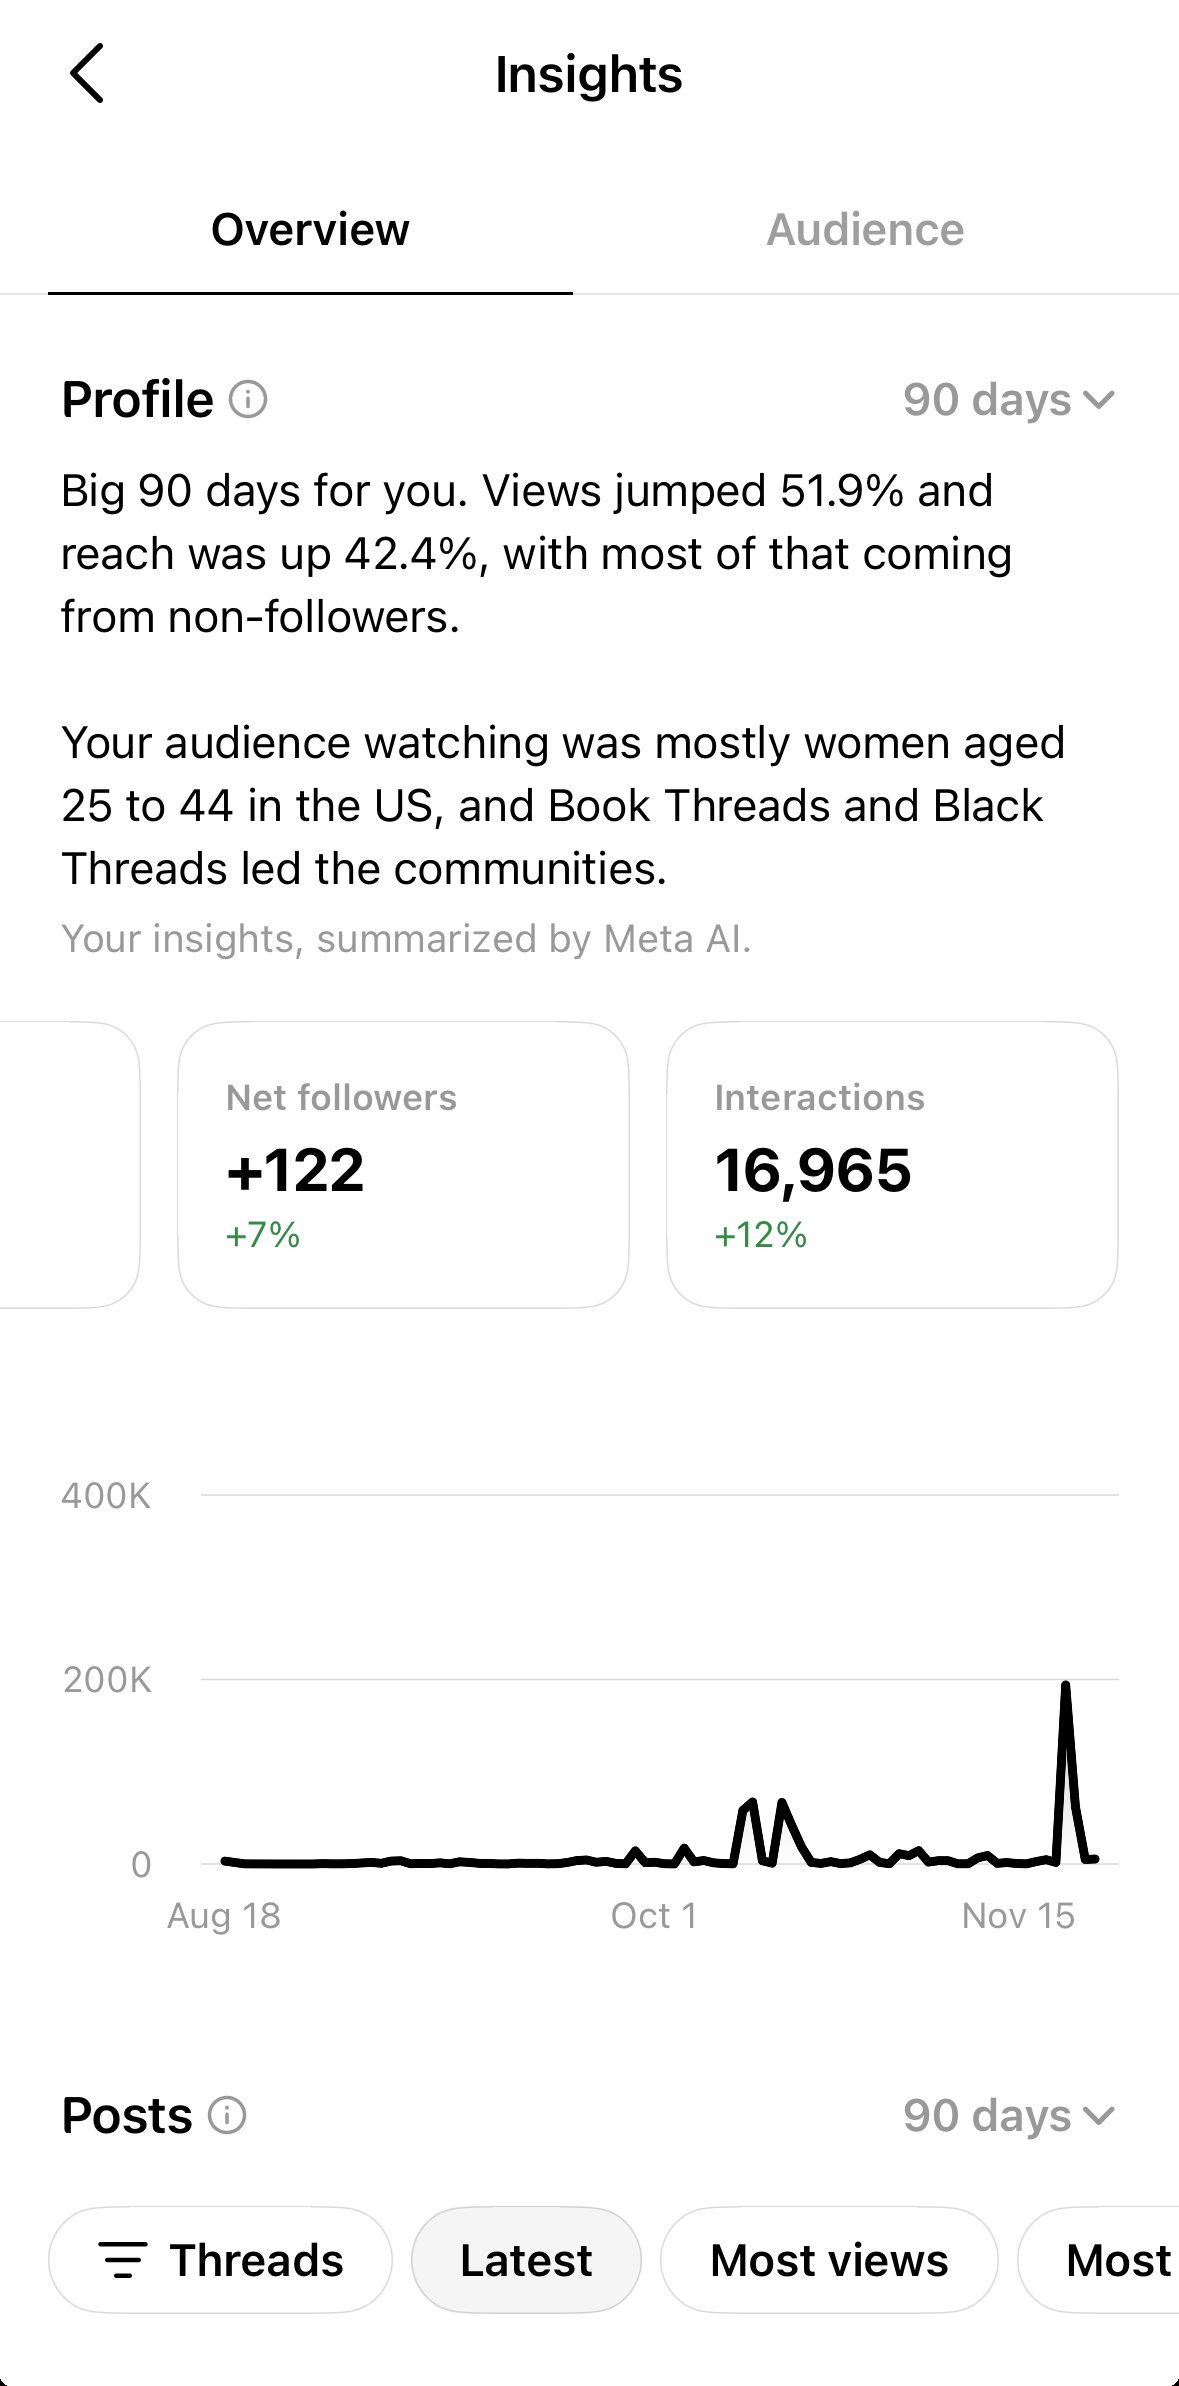 Insights
Overview
Audience
Profile
90 days
Big 90 days for you. Views jumped 51.9% and
reach was up 42.4%, with most of that coming
from non-followers.
Your audience watching was mostly women aged
25 to 44 in the US, and Book Threads and Black
Threads led the communities.
Your insights, summarized by Meta AI.
Net followers
+122
+7%
Interactions
16,965
+12%
400K
200K
0
Aug 18
Oct 1
Nov 15
Posts
90 days
Threads
Latest
Most views
Most